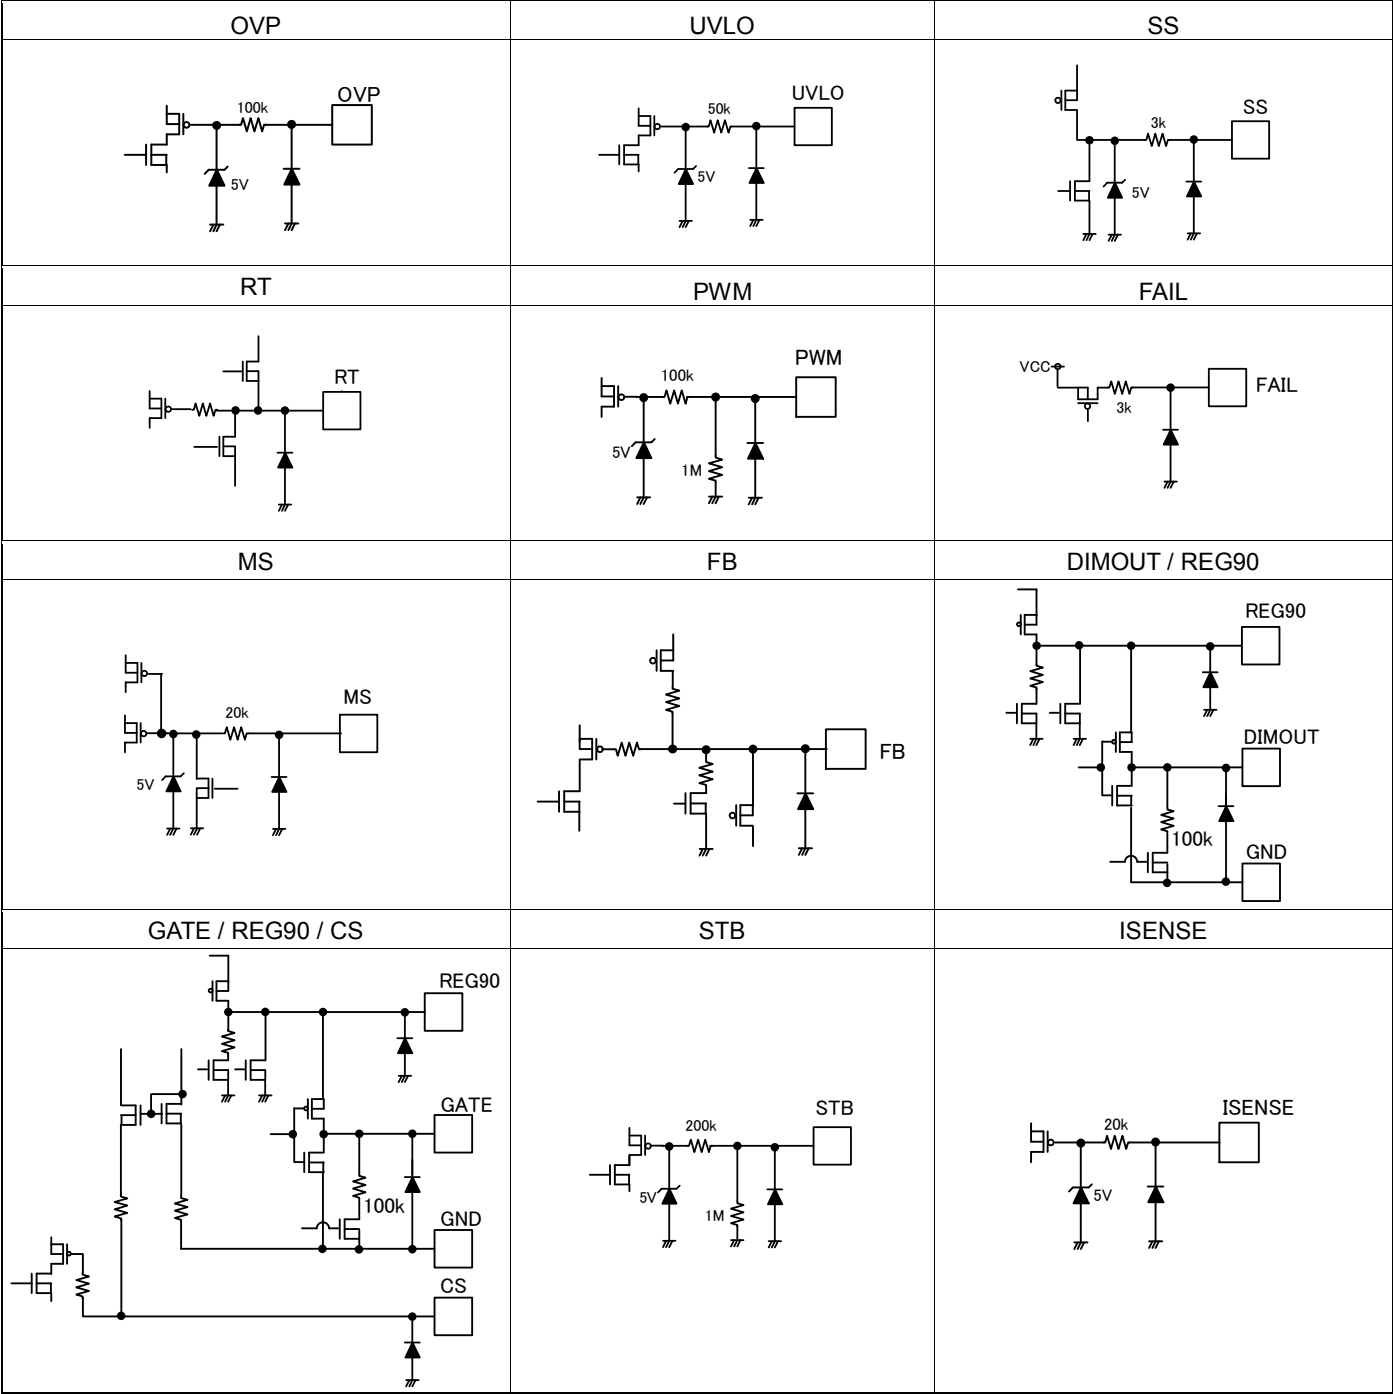 OVP
UVLO
SS
OVP
100k
5V
UVLO
50k
5V
SS
3k
5V
RT
PWM
FAIL
RT
PWM
100k
5V
1M
VCC
3k
FAIL
MS
FB
DIMOUT / REG90
MS
20k
5V
FB
REG90
DIMOUT
100k
GND
GATE / REG90 / CS
STB
ISENSE
REG90
GATE
100k
GND
CS
STB
200k
5V
1M
ISENSE
20k
5V